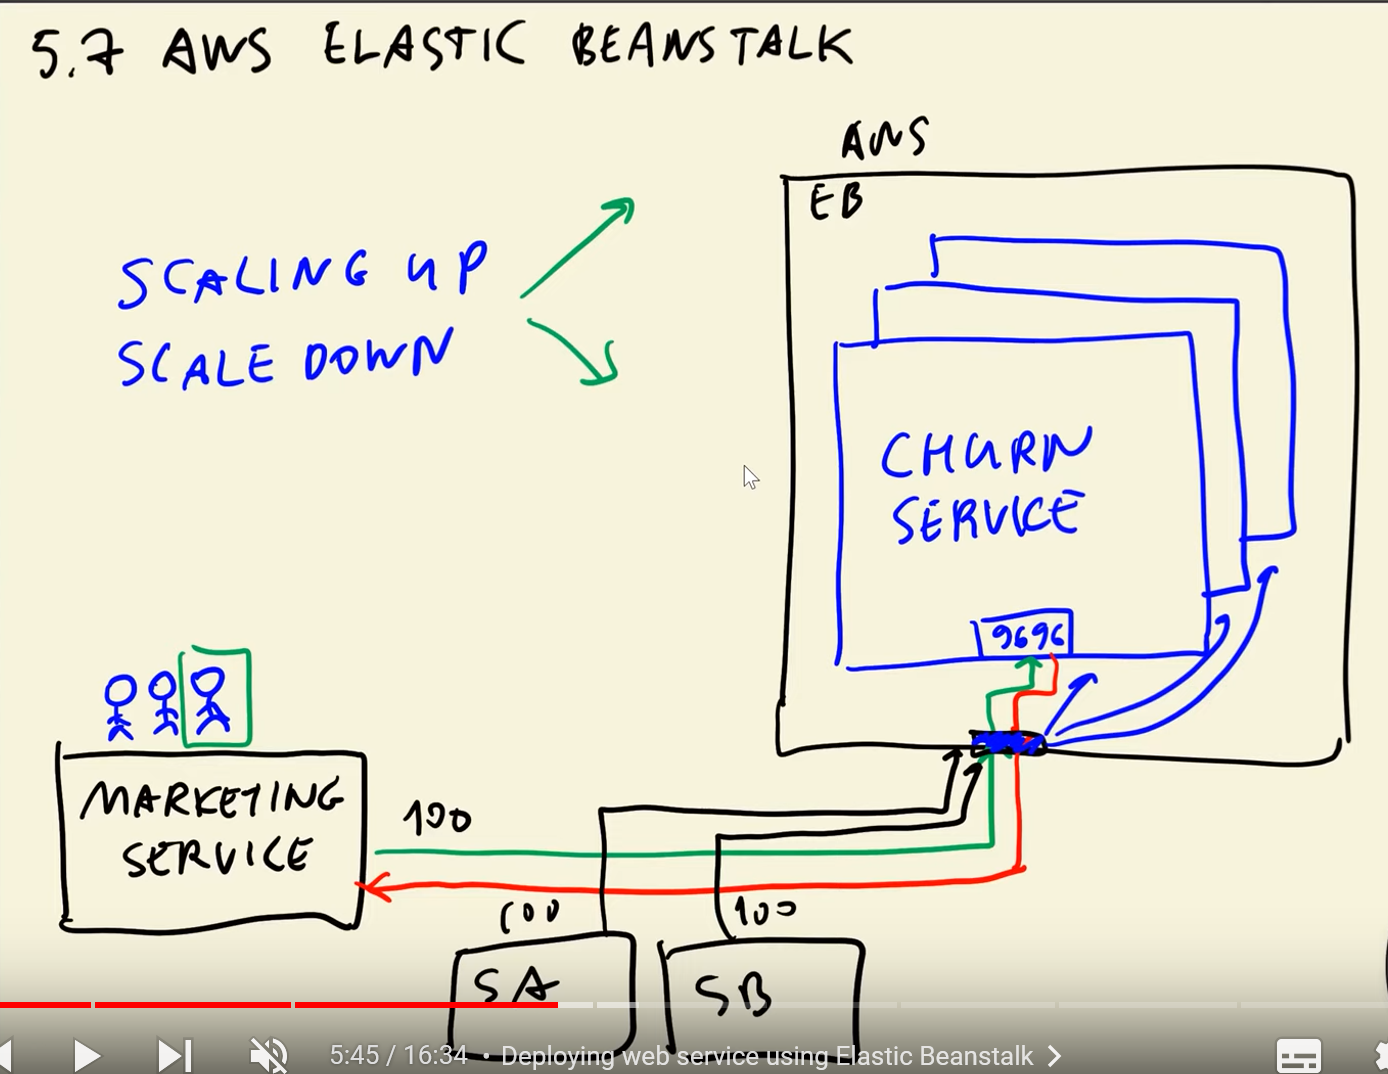 5.7 AWS ELASTIC BEANSTALK
AWS
EB
SCALING UP
SCALE DOWN
CHURN
SERVICE
9696
MARKETING
SERVICE
100
100
100
SA
SB
5:45 / 16:34 • Deploying web service using Elastic Beanstalk